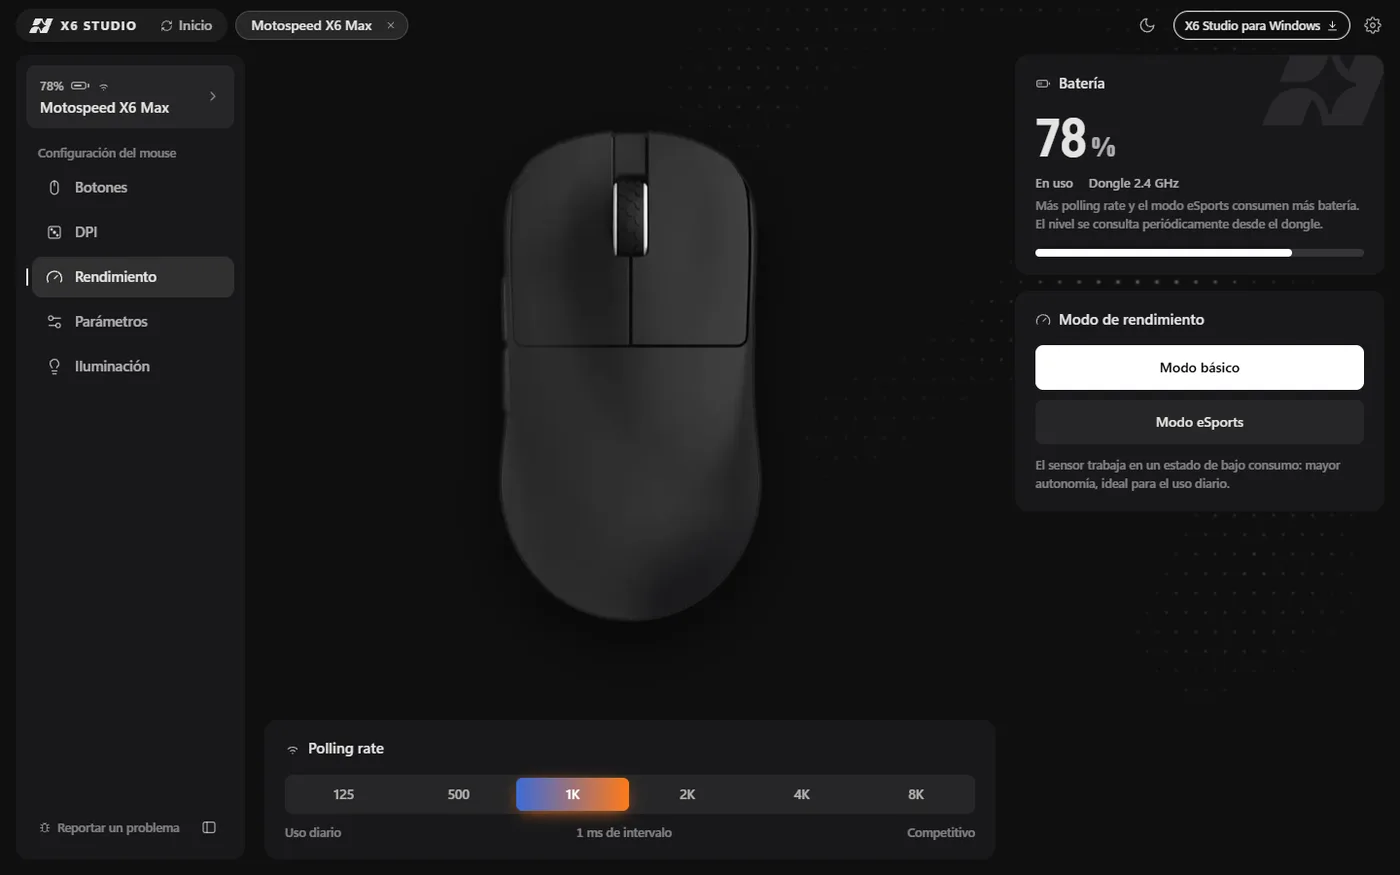 X6 STUDIO
Inicio
Motospeed X6 Max
X6 Studio para Windows
78%
Motospeed X6 Max
Configuración del mouse
Botones
DPI
Rendimiento
Parámetros
Iluminación
Reportar un problema
Batería
78 %
En uso Dongle 2.4 GHz
Más polling rate y el modo eSports consumen más batería.
El nivel se consulta periódicamente desde el dongle.
Modo de rendimiento
Modo básico
Modo eSports
El sensor trabaja en un estado de bajo consumo: mayor
autonomía, ideal para el uso diario.
Polling rate
125 500 1K 2K 4K 8K
Uso diario 1 ms de intervalo Competitivo